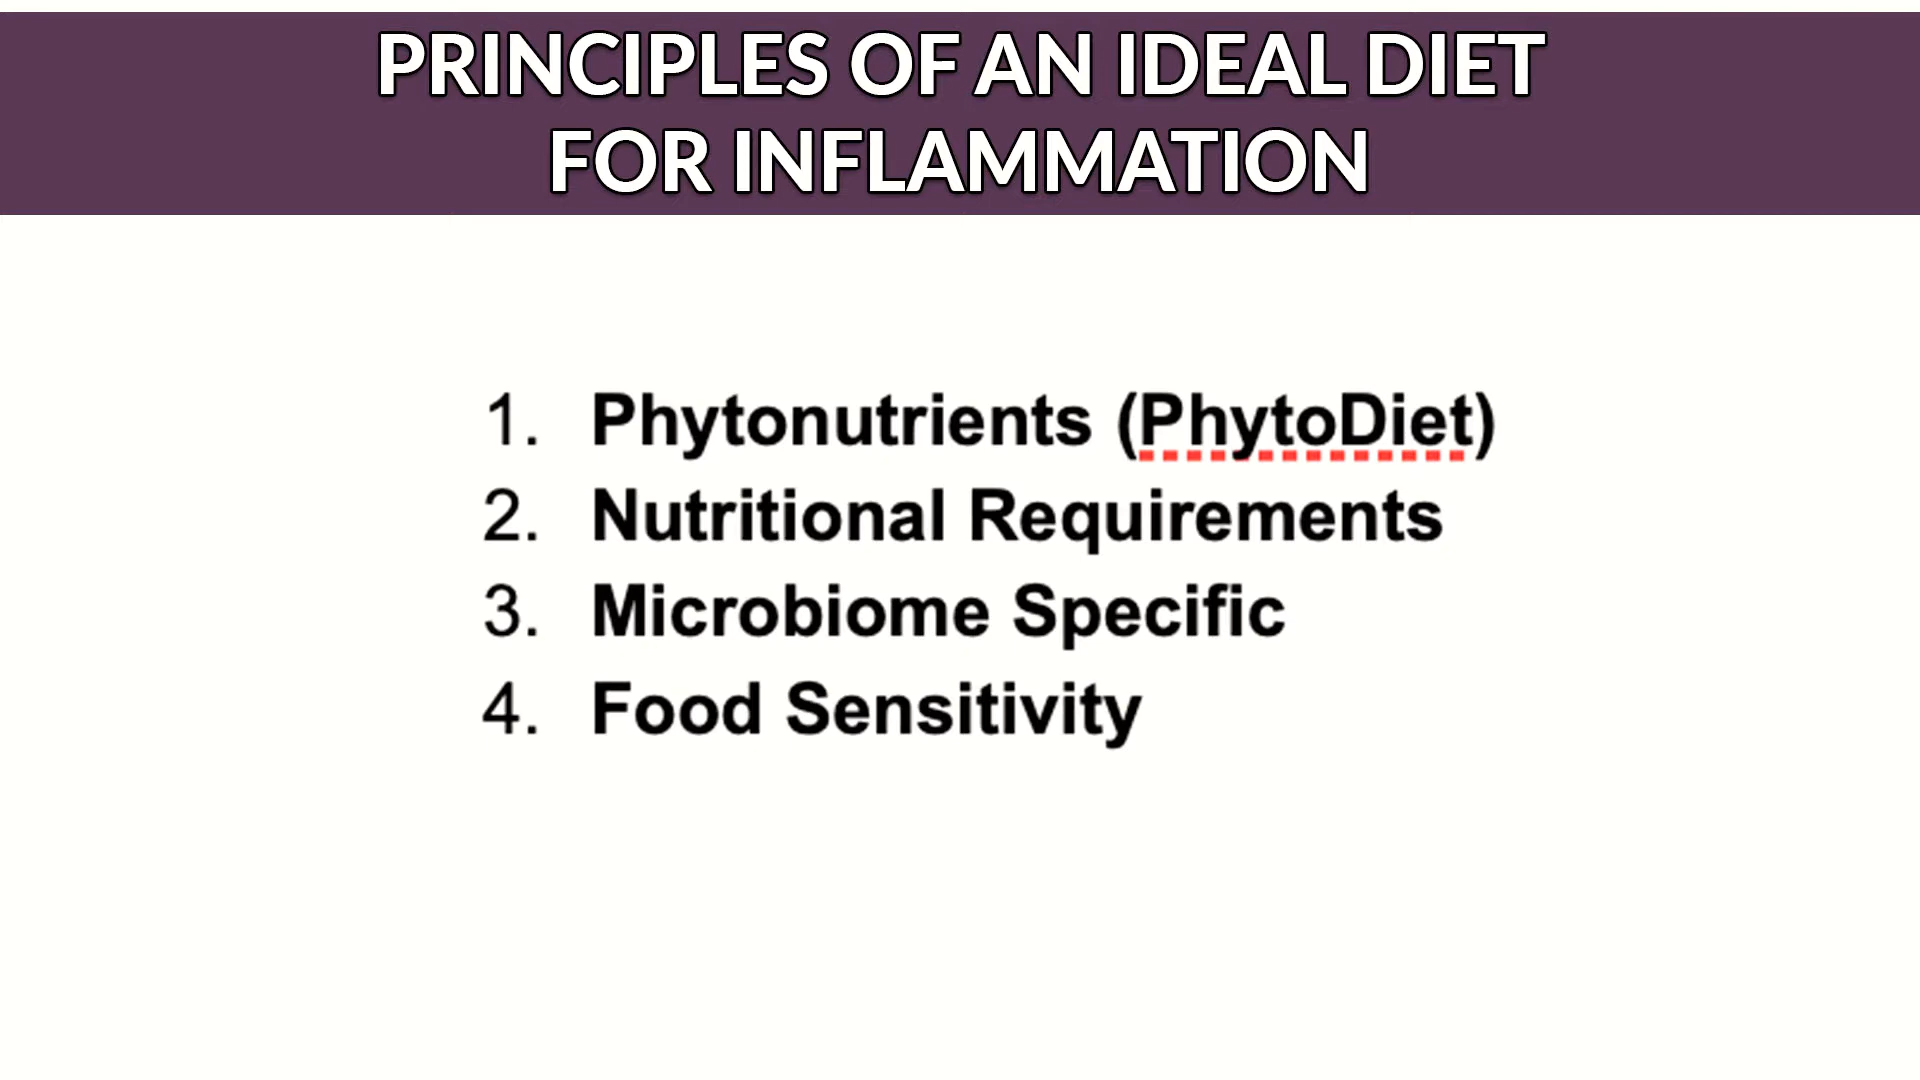 PRINCIPLES OF AN IDEAL DIET
FOR INFLAMMATION
1. Phytonutrients (PhytoDiet)
2. Nutritional Requirements
3. Microbiome Specific
4. Food Sensitivity